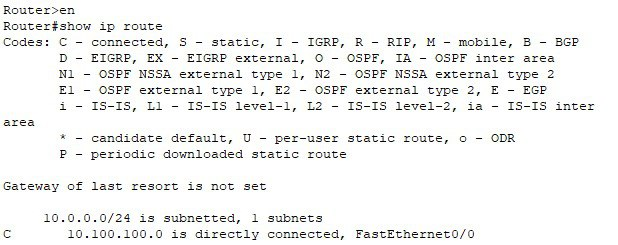 Router>en
Router#show ip route
Codes: C - connected, S - static, I - IGRP, R - RIP, M - mobile, B - BGP
D - EIGRP, EX - EIGRP external, O - OSPF, IA - OSPF inter area
N1 - OSPF NSSA external type 1, N2 - OSPF NSSA external type 2
E1 - OSPF external type 1, E2 - OSPF external type 2, E - EGP
i - IS-IS, L1 - IS-IS level-1, L2 - IS-IS level-2, ia - IS-IS inter
area
* - candidate default, U - per-user static route, o - ODR
P - periodic downloaded static route
Gateway of last resort is not set
10.0.0.0/24 is subnetted, 1 subnets
C 10.100.100.0 is directly connected, FastEthernet0/0